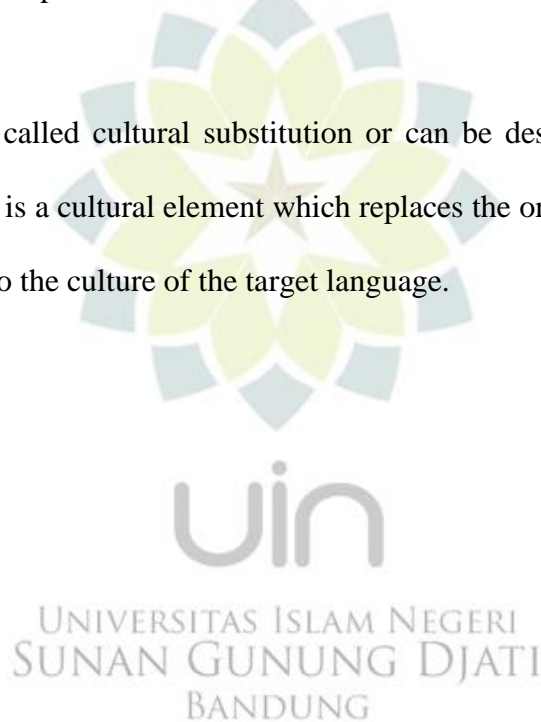 called cultural substitution or can be des
is a cultural element which replaces the or
o the culture of the target language.
uin
UNIVERSITAS ISLAM NEGERI
SUNAN GUNUNG DJATI
BANDUNG